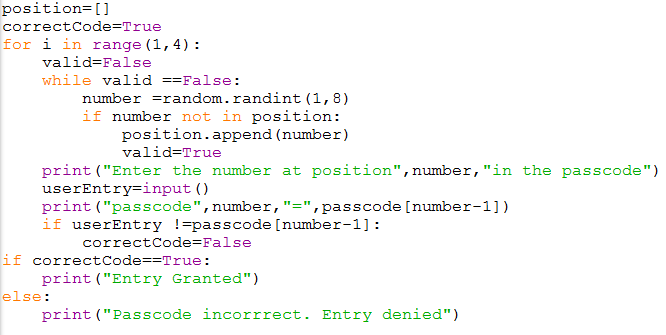 position=[]
correctCode=True
for i in range(1,4):
    valid=False
    while valid ==False:
        number =random.randint(1,8)
        if number not in position:
            position.append(number)
            valid=True
    print("Enter the number at position",number,"in the passcode")
    userEntry=input()
    print("passcode",number,"=",passcode[number-1])
    if userEntry !=passcode[number-1]:
        correctCode=False
if correctCode==True:
    print("Entry Granted")
else:
    print("Passcode incorrrect. Entry denied")